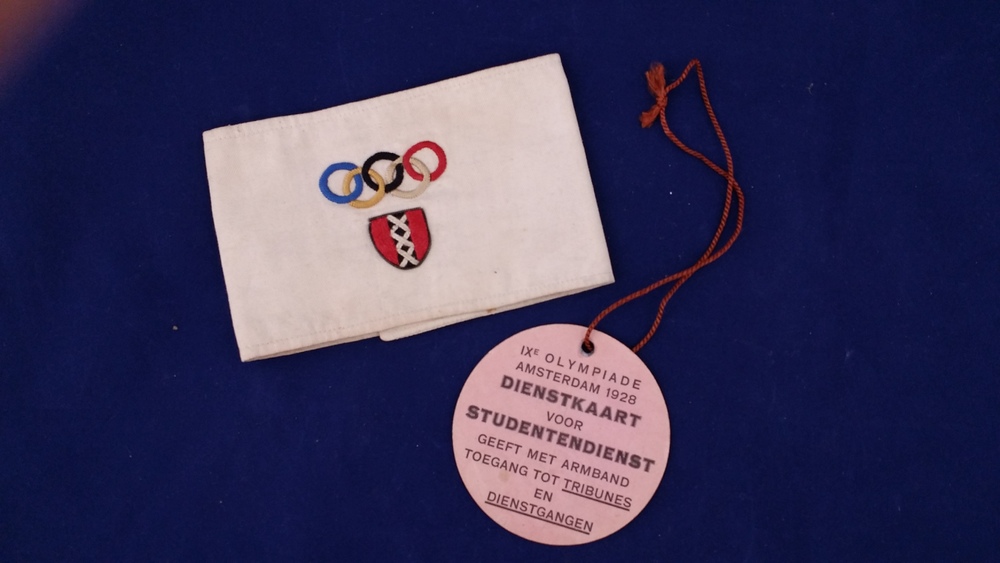 IXᴱ OLYMPIADE
AMSTERDAM 1928
DIENSTKAART
VOOR
STUDENTENDIENST
GEEFT MET ARMBAND
TOEGANG TOT TRIBUNES
EN
DIENSTGANGEN